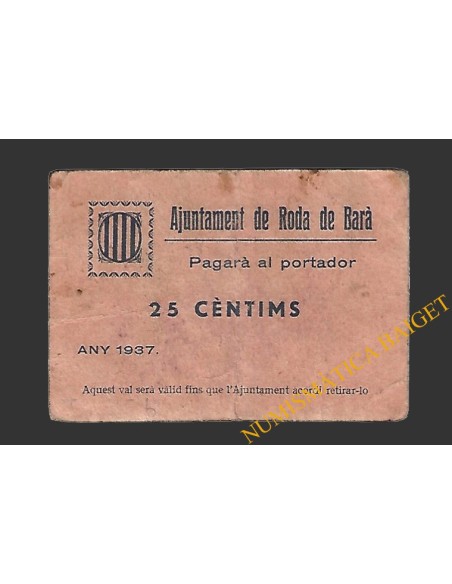 Ajuntament de Roda de Barà
Pagarà al portador
25 CÈNTIMS
ANY 1937.
Aquest val serà vàlid fins que l'Ajuntament acordi retirar-lo
NUMISMÀTICA BAIGET